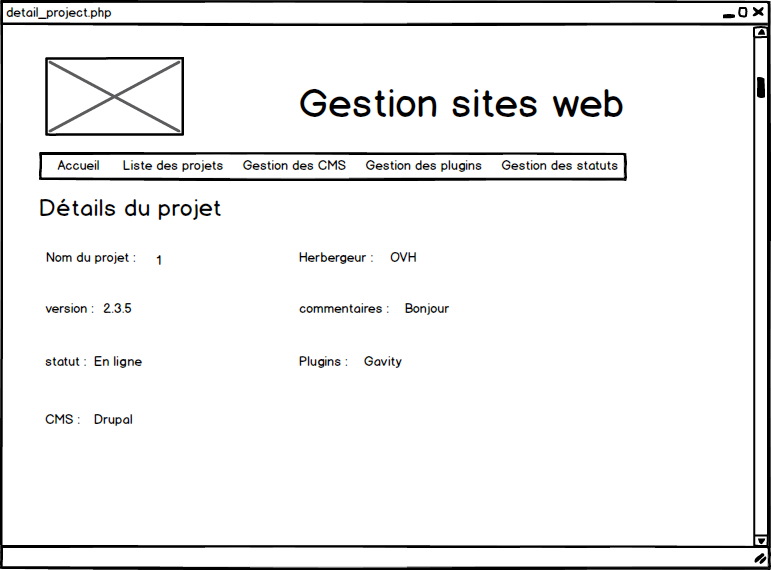 detail_project.php
Gestion sites web
Accueil Liste des projets Gestion des CMS Gestion des plugins Gestion des statuts
Détails du projet
Nom du projet : 1 Herbergeur : OVH
version : 2.3.5 commentaires : Bonjour
statut : En ligne Plugins : Gavity
CMS : Drupal